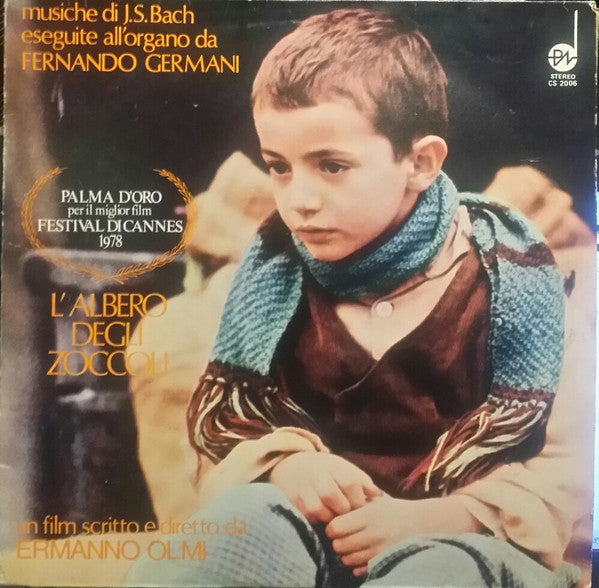 musiche di J.S. Bach
eseguite all'organo da
FERNANDO GERMANI
PN
STEREO
CS 2006
PALMA D'ORO
per il miglior film
FESTIVAL DI CANNES
1978
L'ALBERO
DEGLI
ZOCCOLI
un film scritto e diretto da
ERMANNO OLMI